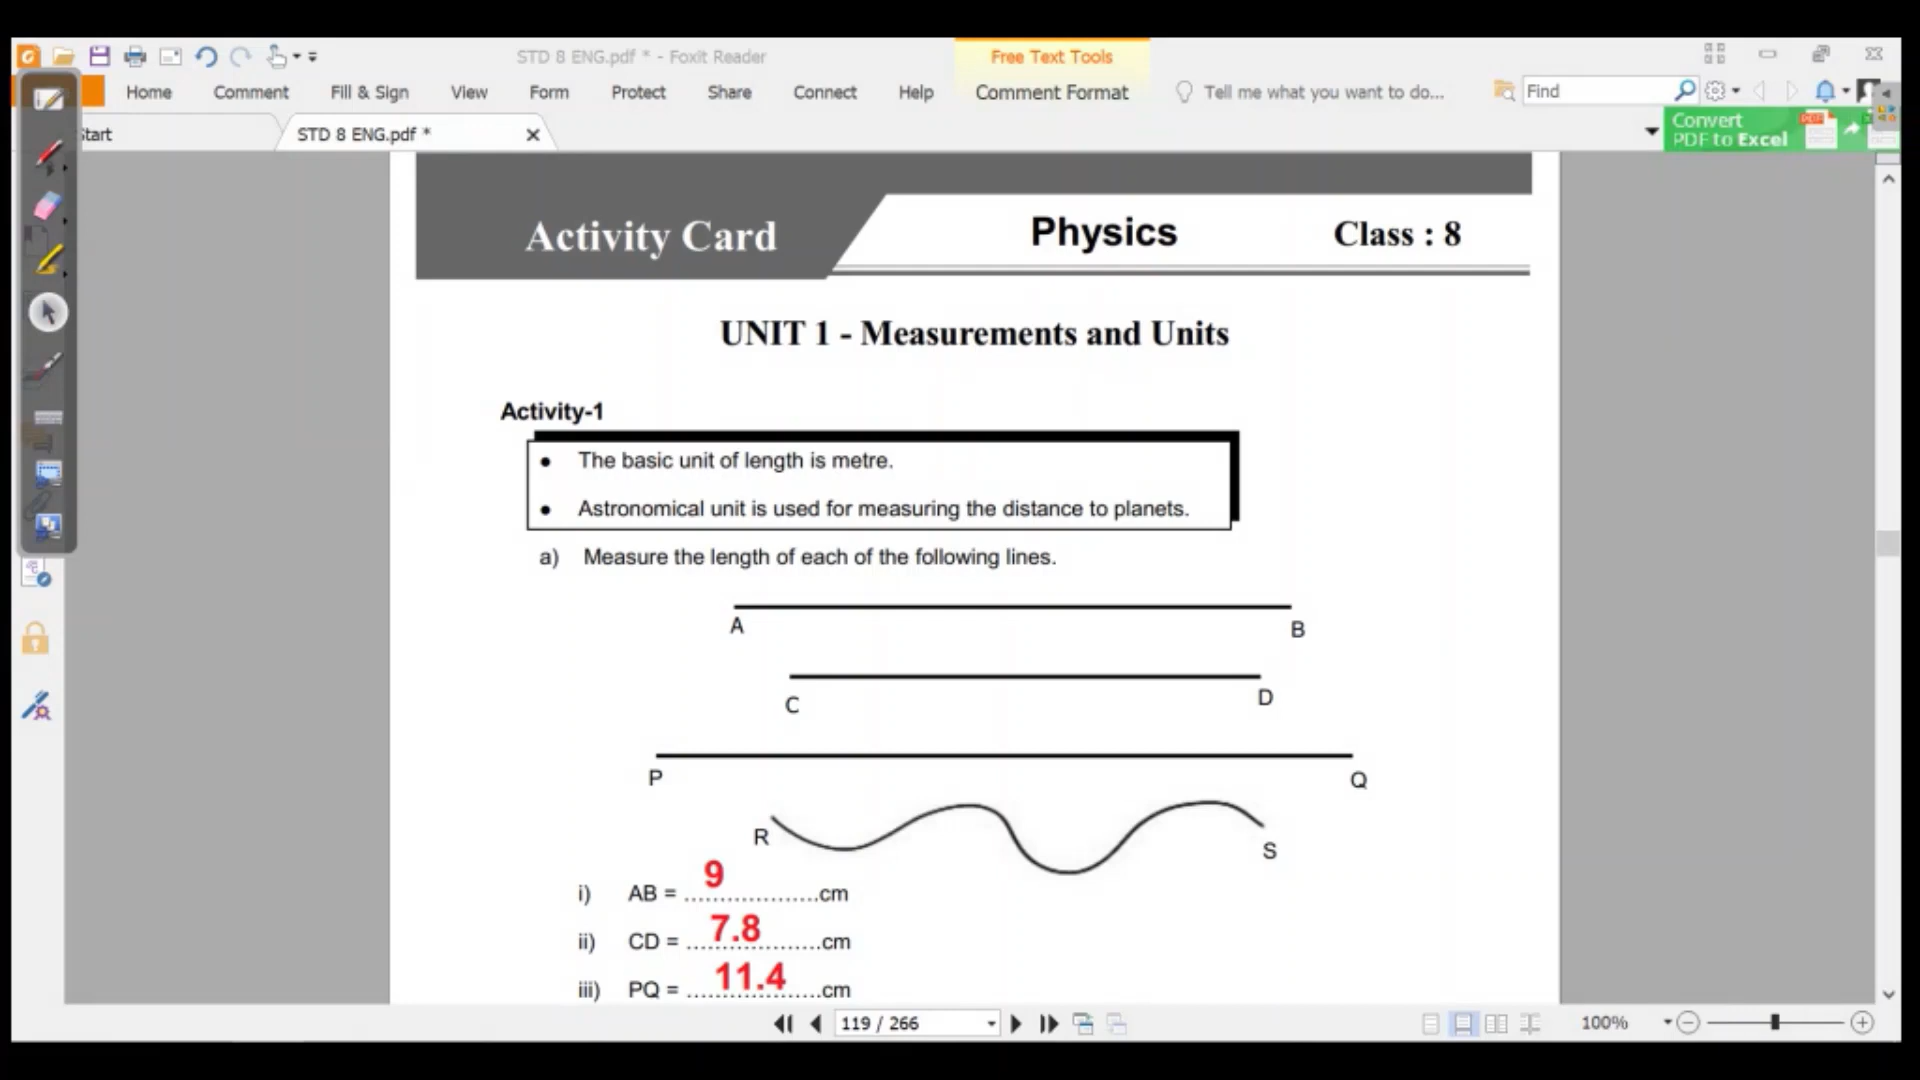 STD 8 ENG.pdf * - Foxit Reader
Free Text Tools
Home Comment Fill & Sign View Form Protect Share Connect Help Comment Format Tell me what you want to do... Find
Start STD 8 ENG.pdf *
Convert
PDF to Excel
PDF
Activity Card Physics Class : 8
UNIT 1 - Measurements and Units
Activity-1
● The basic unit of length is metre.
● Astronomical unit is used for measuring the distance to planets.
a) Measure the length of each of the following lines.
A B
C D
P Q
R S
i) AB = 9 ...................cm
ii) CD = 7.8 ...................cm
iii) PQ = 11.4 ...................cm
119 / 266
100%